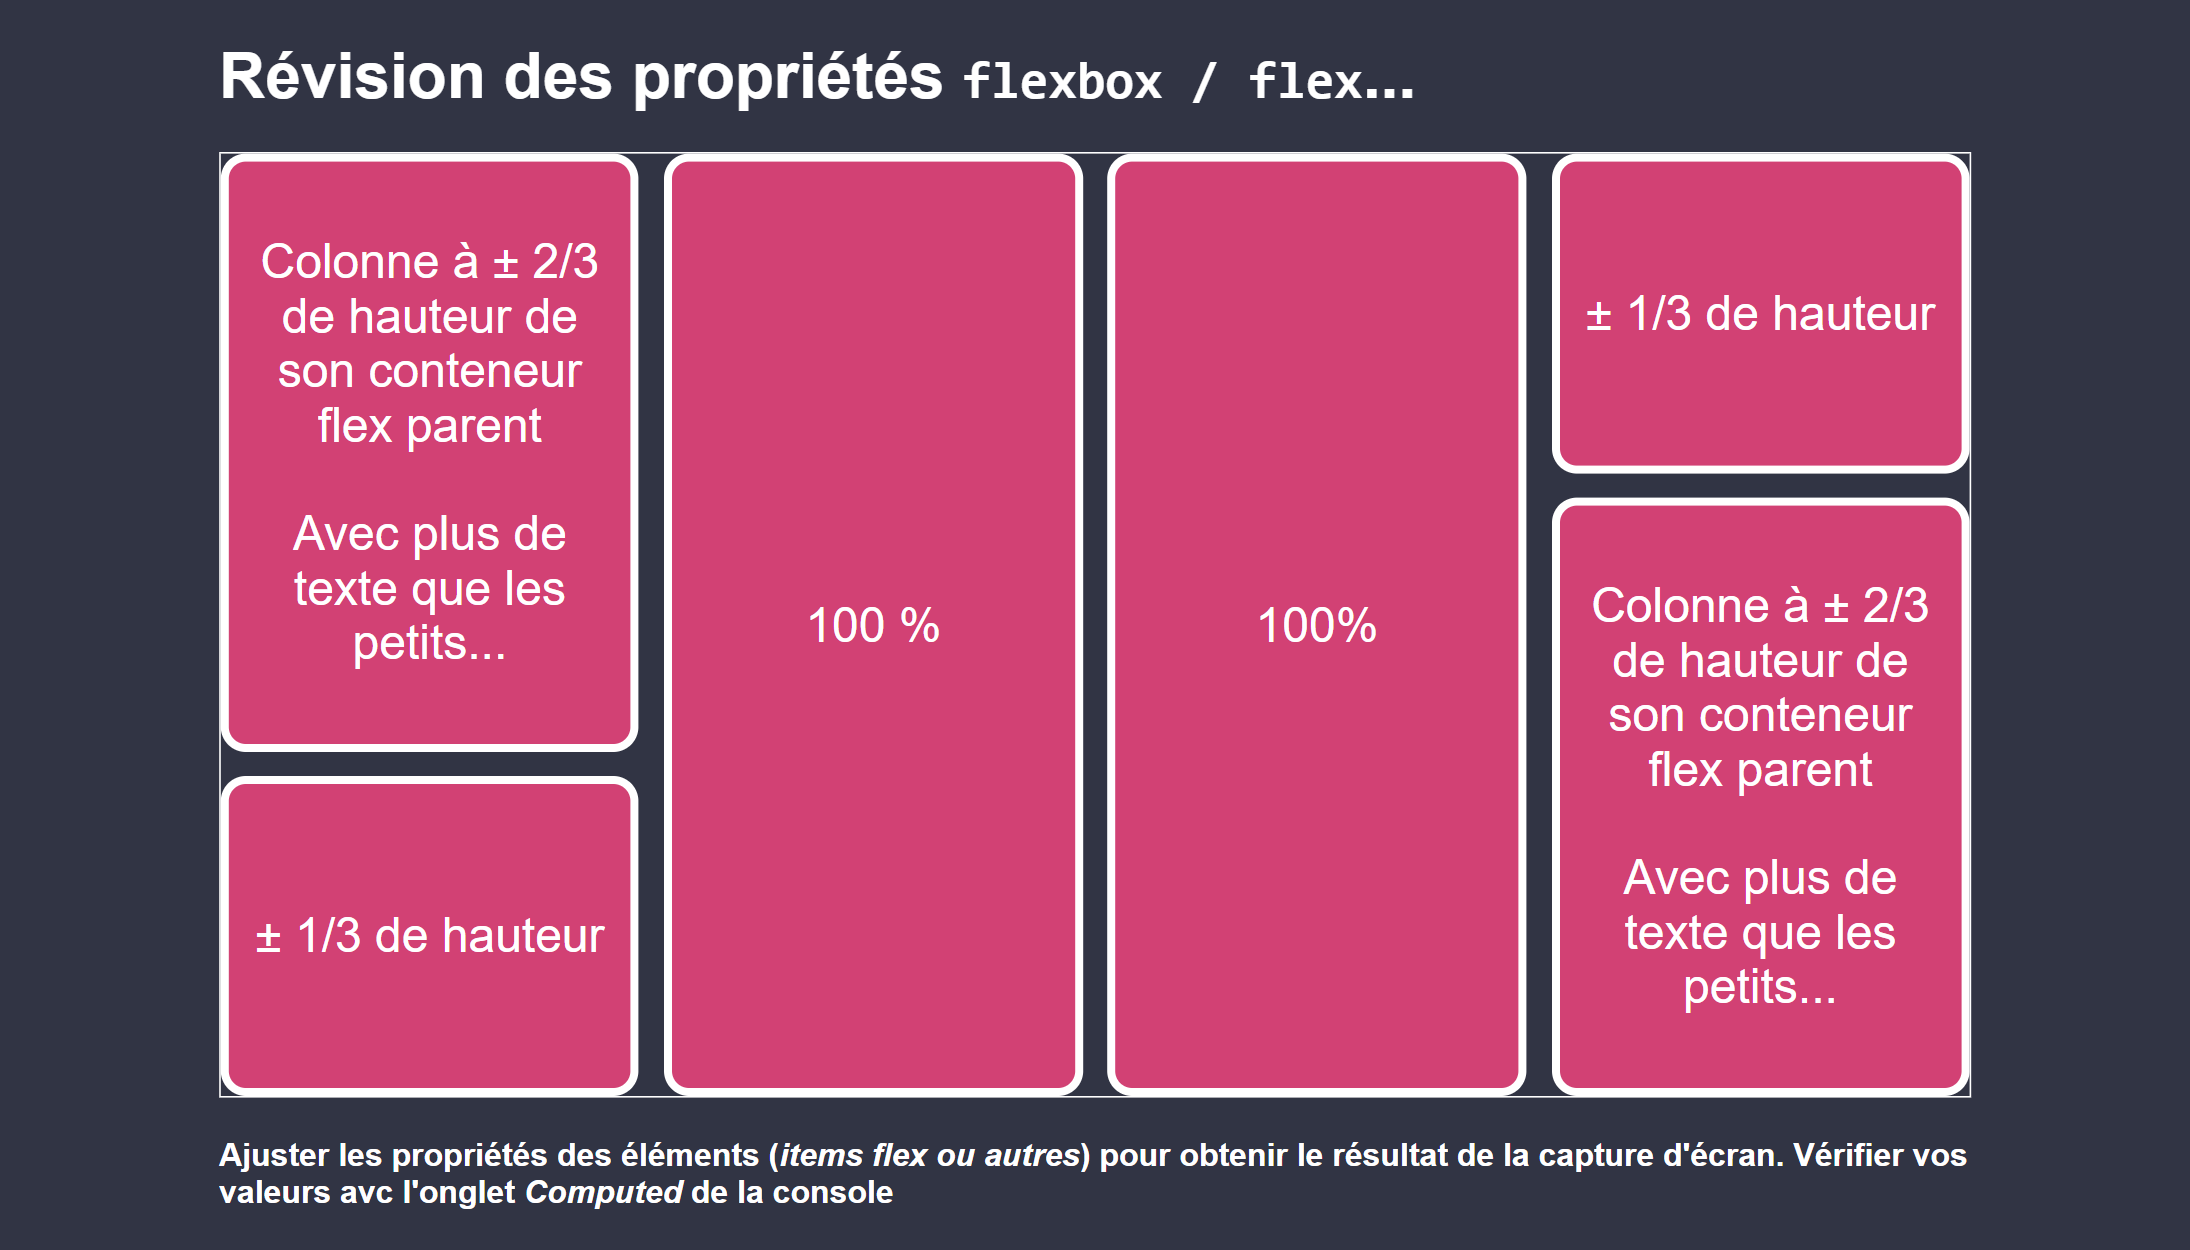 Révision des propriétés flexbox / flex...
Colonne à ± 2/3
de hauteur de
son conteneur
flex parent
Avec plus de
texte que les
petits...
± 1/3 de hauteur
100 %
100%
± 1/3 de hauteur
Colonne à ± 2/3
de hauteur de
son conteneur
flex parent
Avec plus de
texte que les
petits...
Ajuster les propriétés des éléments (items flex ou autres) pour obtenir le résultat de la capture d'écran. Vérifier vos
valeurs avc l'onglet Computed de la console